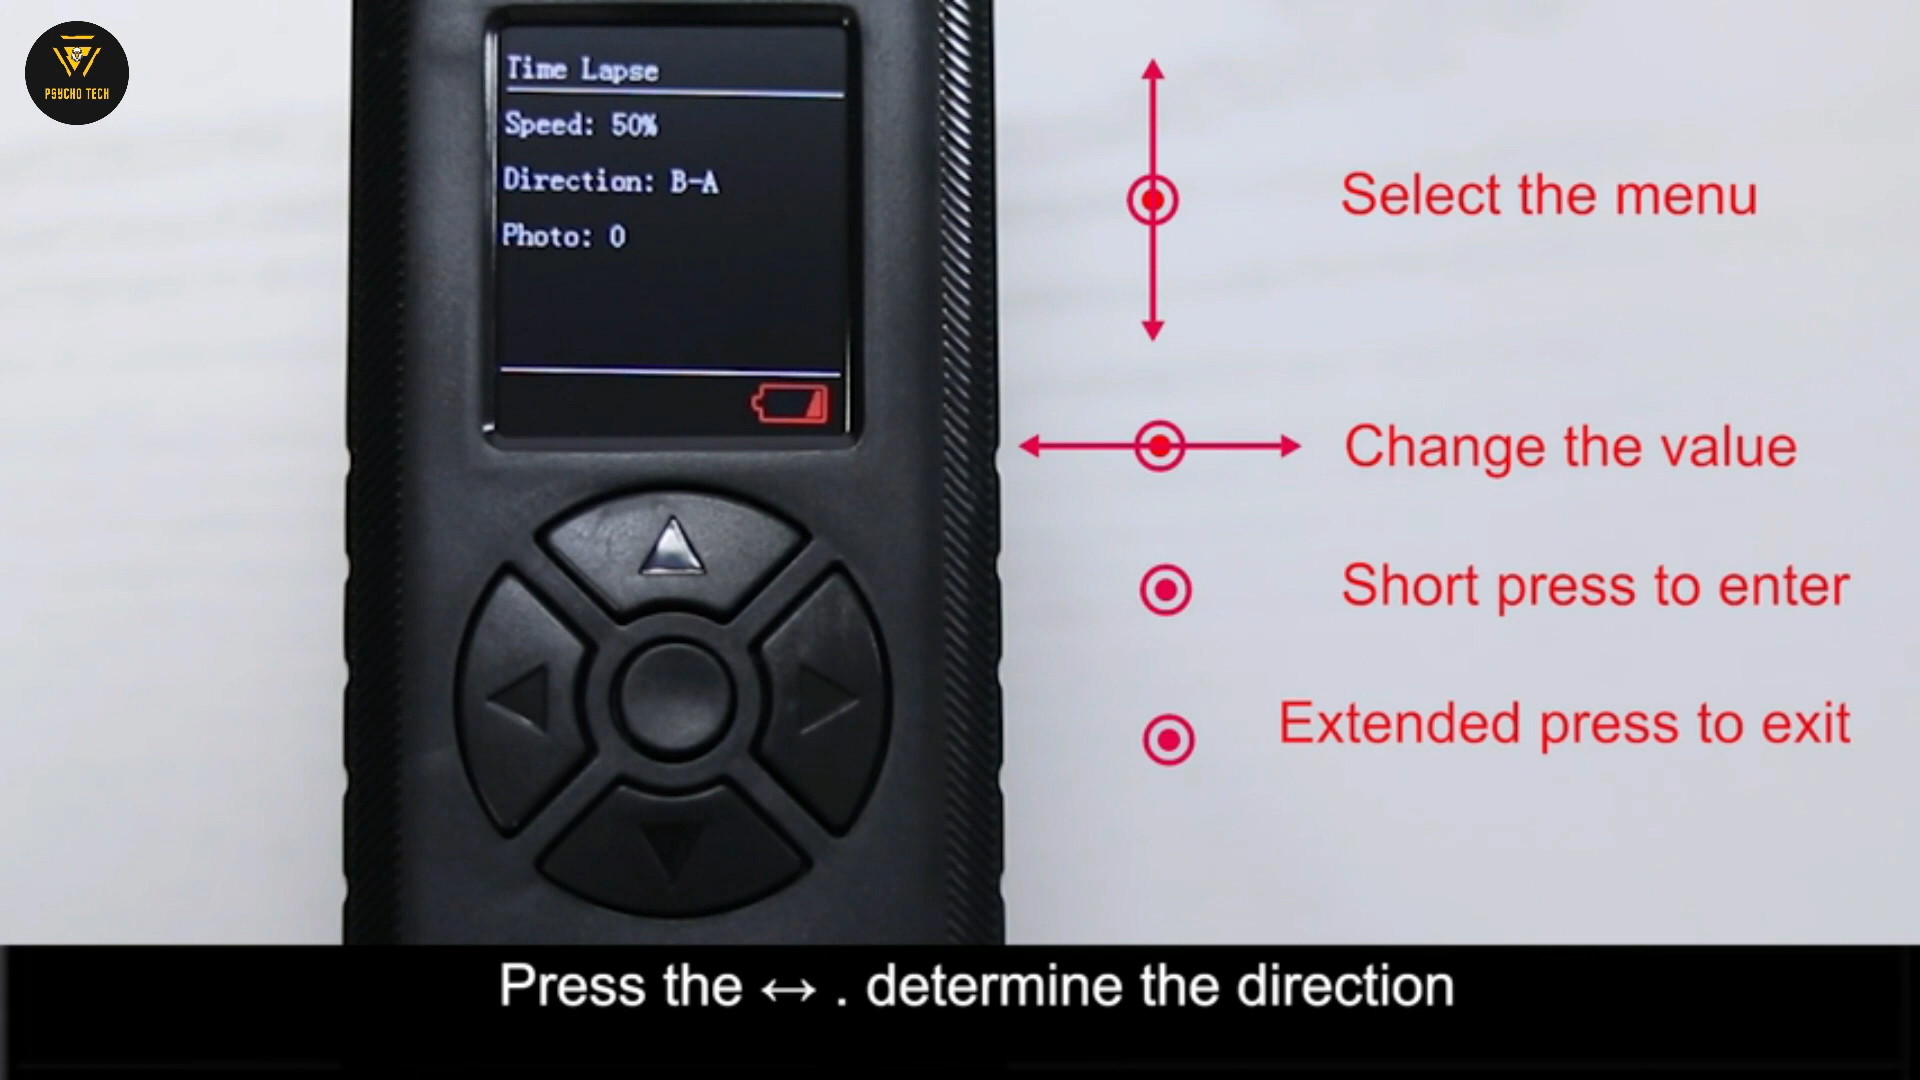 PSYCHO TECH
Time Lapse
Speed: 50%
Direction: B-A
Photo: 0
Select the menu
Change the value
Short press to enter
Extended press to exit
Press the ↔ . determine the direction